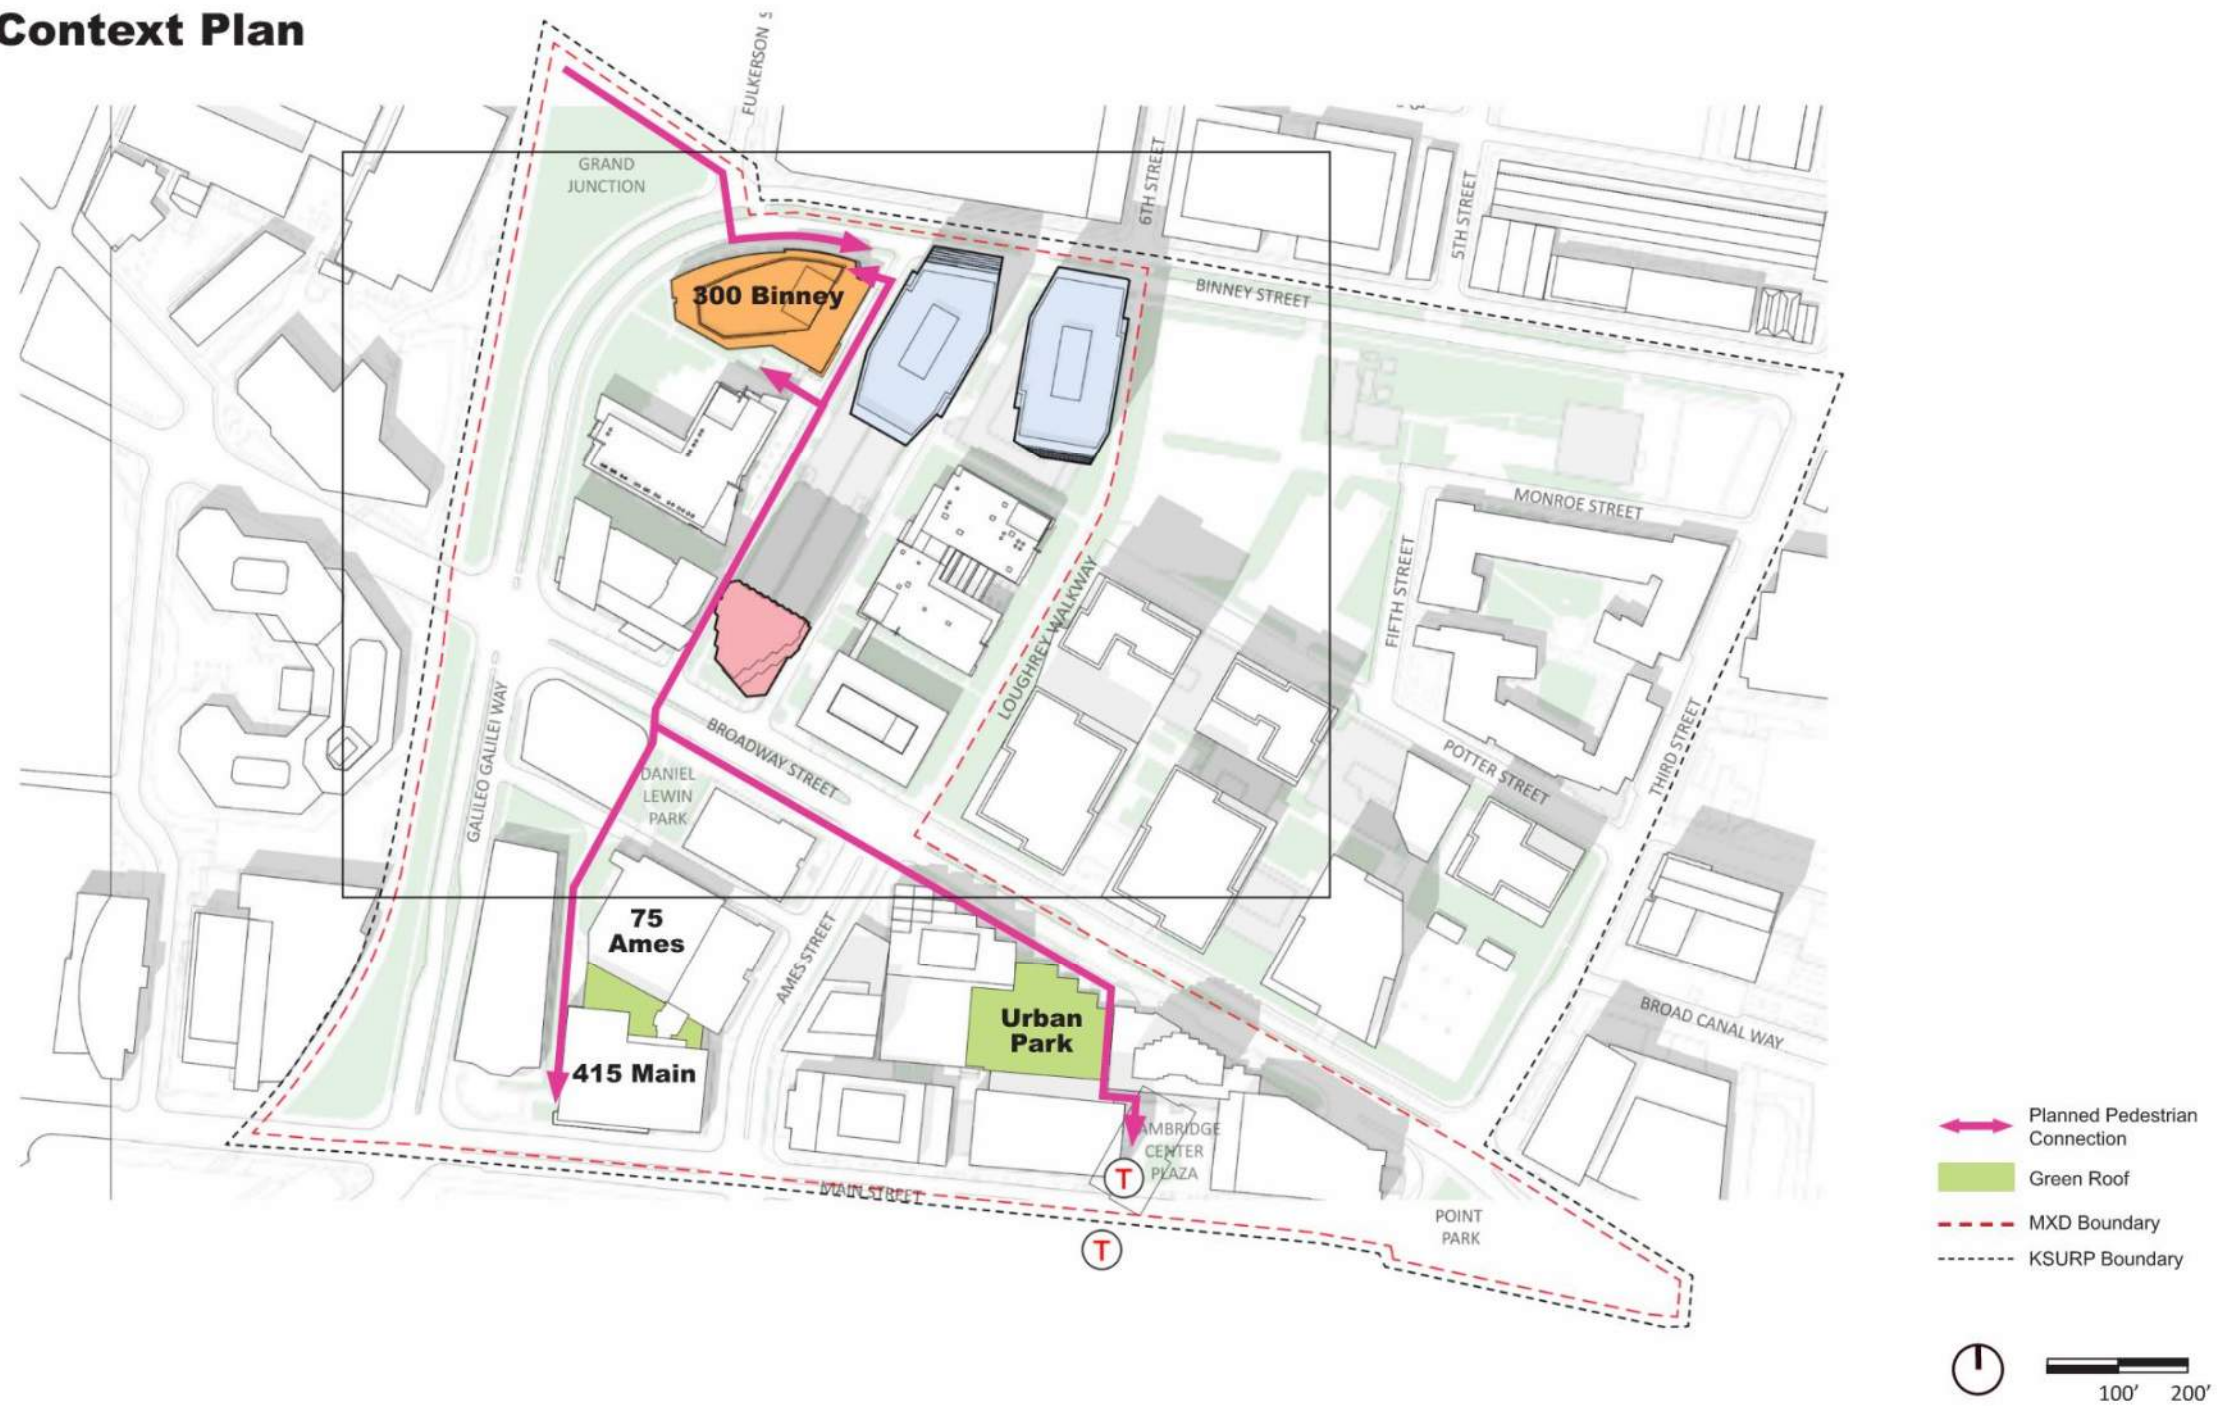 Context Plan
FULKERSON S
GRAND
JUNCTION
6TH STREET
5TH STREET
300 Binney
BINNEY STREET
MONROE STREET
FIFTH STREET
LOUGHREY WALKWAY
GALILEO GALILEI WAY
BROADWAY STREET
DANIEL
LEWIN
PARK
POTTER STREET
THIRD STREET
75
Ames
AMES STREET
Urban
Park
BROAD CANAL WAY
415 Main
AMBRIDGE
CENTER
PLAZA
T
MAIN STREET
T
POINT
PARK
Planned Pedestrian
Connection
Green Roof
MXD Boundary
KSURP Boundary
100' 200'